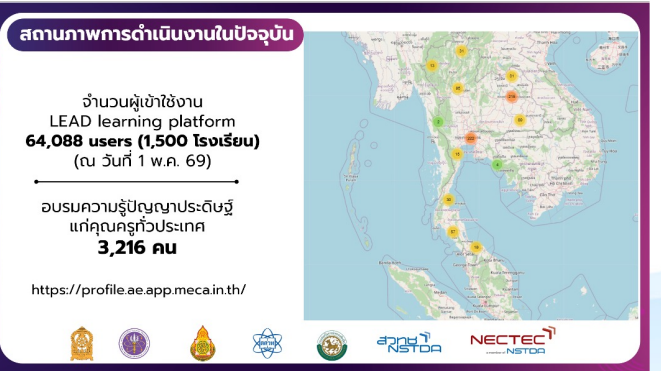 สถานภาพการดำเนินงานในปัจจุบัน
จำนวนผู้เข้าใช้งาน
LEAD learning platform
64,088 users (1,500 โรงเรียน)
(ณ วันที่ 1 พ.ค. 69)
อบรมความรู้ปัญญาประดิษฐ์
แก่คุณครูทั่วประเทศ
3,216 คน
https://profile.ae.app.meca.in.th/
สวทช
NSTDA
NECTEC
a member of NSTDA